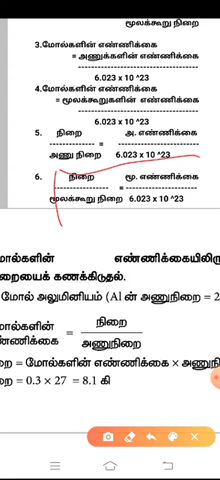 மூலக்கூறு நிறை
3.மோல்களின் எண்ணிக்கை
= அணுக்களின் எண்ணிக்கை
---------------------------------------
6.023 x 10 ^23
4.மோல்களின் எண்ணிக்கை
= மூலக்கூறுகளின் எண்ணிக்கை
---------------------------------------
6.023 x 10 ^23
5. நிறை அ. எண்ணிக்கை
------------- = --------------------
அணு நிறை 6.023 x 10 ^23
6. நிறை மூ. எண்ணிக்கை
---------------- = --------------------
மூலக்கூறு நிறை 6.023 x 10 ^23
மோல்களின் எண்ணிக்கையிலிரு
றையைக் கணக்கிடுதல்.
மோல் அலுமினியம் (Al ன் அணுநிறை = 2
மால்களின் நிறை
ண்ணிக்கை = அணுநிறை
றை = மோல்களின் எண்ணிக்கை × அணுநி
றை = 0.3 × 27 = 8.1 கி